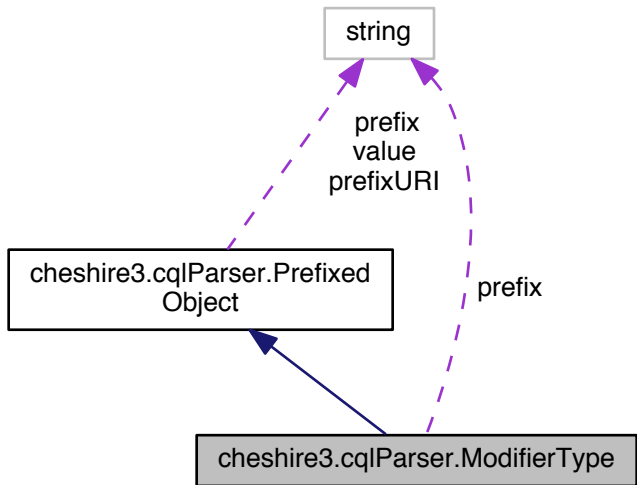 string
prefix
value
prefixURI
cheshire3.cqlParser.Prefixed
Object
prefix
cheshire3.cqlParser.ModifierType